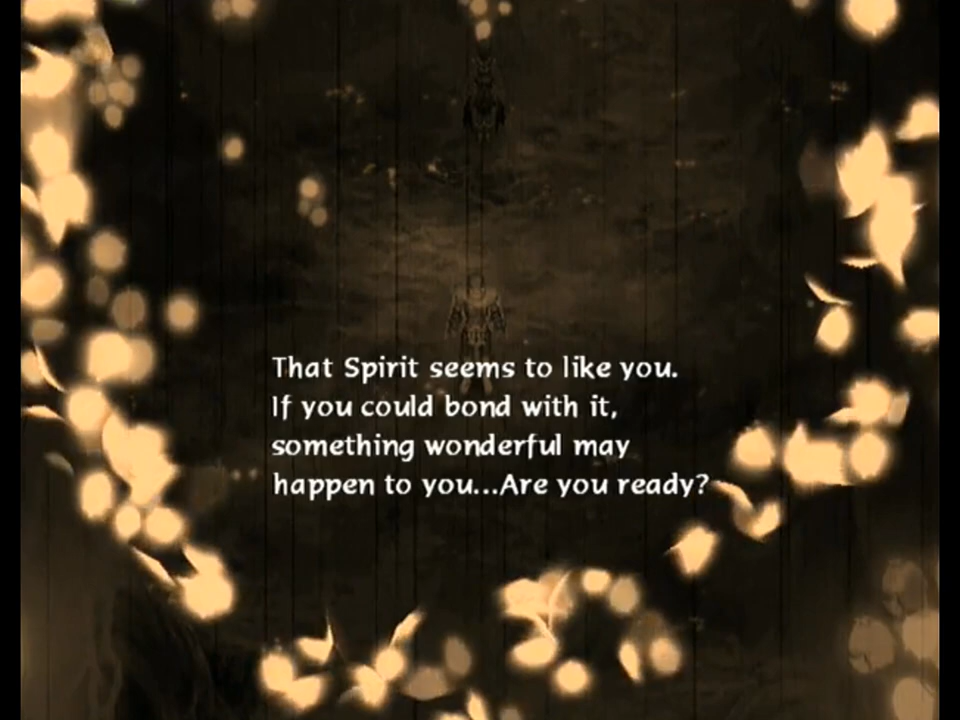 That Spirit seems to like you.
If you could bond with it,
something wonderful may
happen to you...Are you ready?